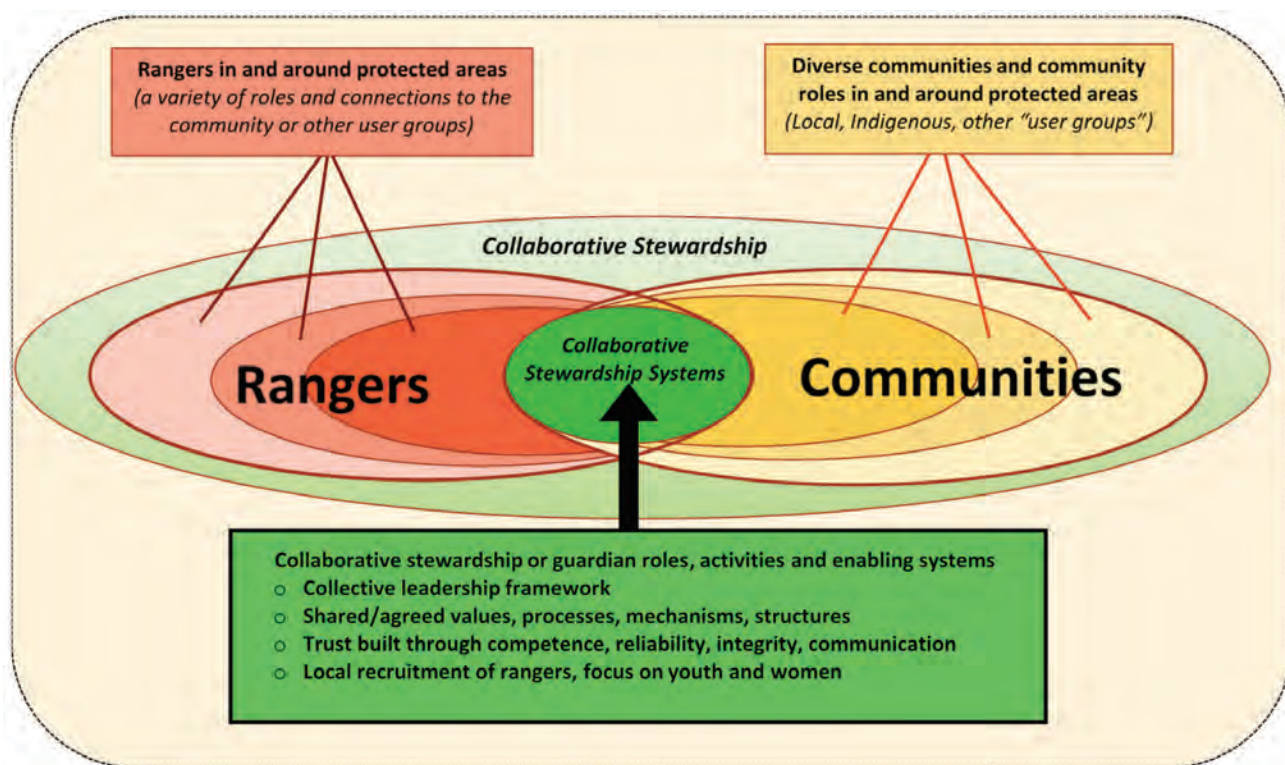 Rangers in and around protected areas
(a variety of roles and connections to the
community or other user groups)
Diverse communities and community
roles in and around protected areas
(Local, Indigenous, other “user groups”)
Collaborative Stewardship
Rangers
Collaborative
Stewardship Systems
Communities
Collaborative stewardship or guardian roles, activities and enabling systems
o Collective leadership framework
o Shared/agreed values, processes, mechanisms, structures
o Trust built through competence, reliability, integrity, communication
o Local recruitment of rangers, focus on youth and women